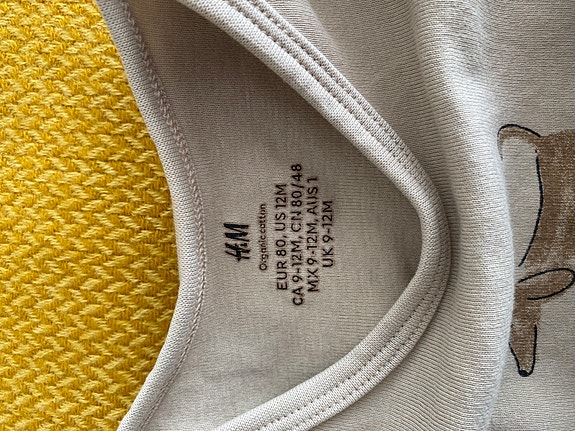 H&M
Organic cotton
EUR 80, US 12M
CA 9-12M, CN 80/48
MX 9-12M, AUS 1
UK 9-12M